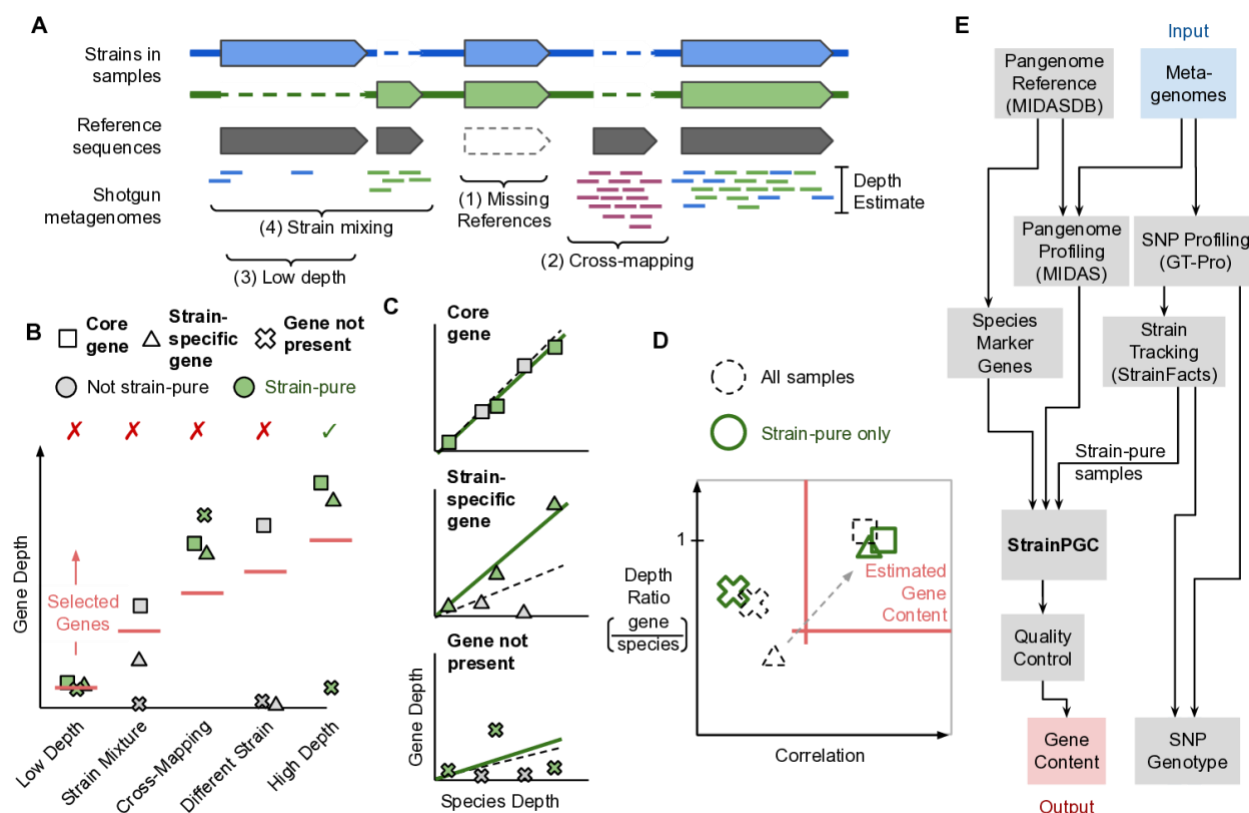 A
Strains in
samples
Reference
sequences
Shotgun
metagenomes
(1) Missing
References
Depth
Estimate
(4) Strain mixing
(2) Cross-mapping
(3) Low depth
B
Core
gene
Strain-
specific
gene
Gene not
present
Not strain-pure
Strain-pure
✗ ✗ ✗ ✗ ✓
Gene Depth
Selected
Genes
Low Depth
Strain Mixture
Cross-Mapping
Different Strain
High Depth
C
Core
gene
Strain-
specific
gene
Gene not
present
Gene Depth
Species Depth
D
All samples
Strain-pure only
1
Depth
Ratio
gene
species
Estimated
Gene
Content
Correlation
E
Input
Pangenome
Reference
(MIDASDB)
Meta-
genomes
Pangenome
Profiling
(MIDAS)
SNP Profiling
(GT-Pro)
Species
Marker
Genes
Strain
Tracking
(StrainFacts)
Strain-pure
samples
StrainPGC
Quality
Control
Gene
Content
SNP
Genotype
Output